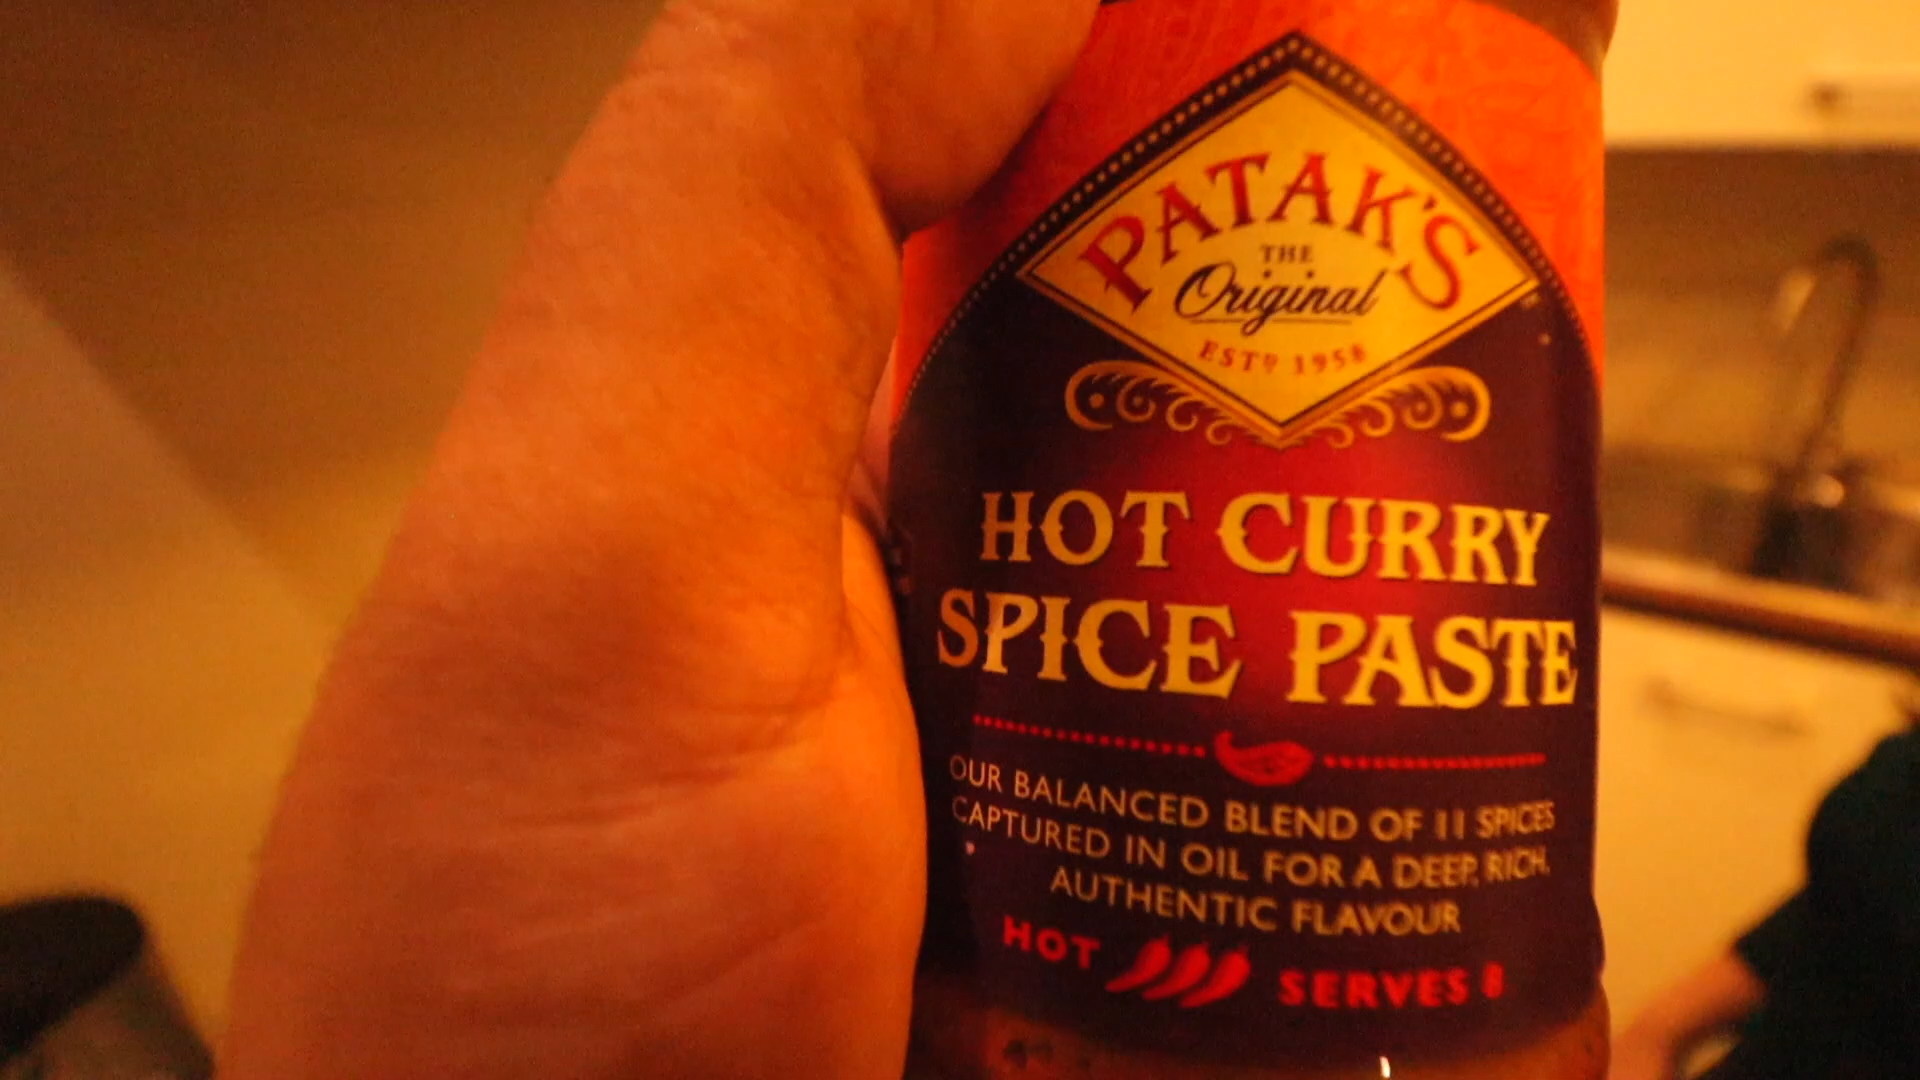 PATAK'S
THE
Original
ESTD 1958
HOT CURRY
SPICE PASTE
OUR BALANCED BLEND OF 11 SPICES
CAPTURED IN OIL FOR A DEEP, RICH,
AUTHENTIC FLAVOUR
HOT SERVES 8